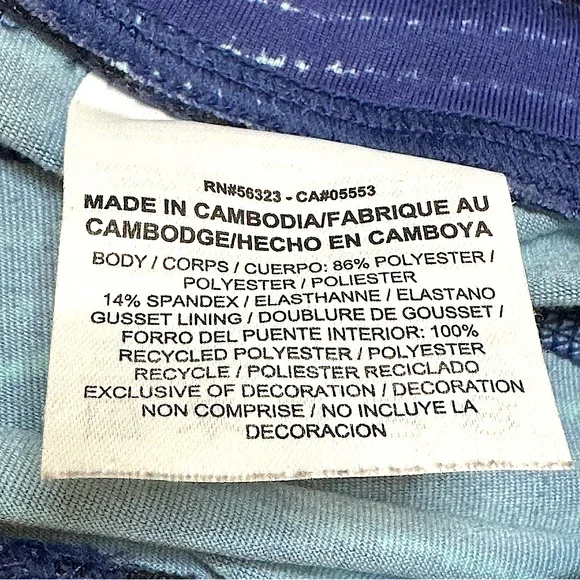 RN#56323 - CA#05553
MADE IN CAMBODIA/FABRIQUE AU
CAMBODGE/HECHO EN CAMBOYA
BODY / CORPS / CUERPO: 86% POLYESTER /
POLYESTER / POLIESTER
14% SPANDEX / ELASTHANNE / ELASTANO
GUSSET LINING / DOUBLURE DE GOUSSET /
FORRO DEL PUENTE INTERIOR: 100%
RECYCLED POLYESTER / POLYESTER
RECYCLE / POLIESTER RECICLADO
EXCLUSIVE OF DECORATION / DECORATION
NON COMPRISE / NO INCLUYE LA
DECORACION